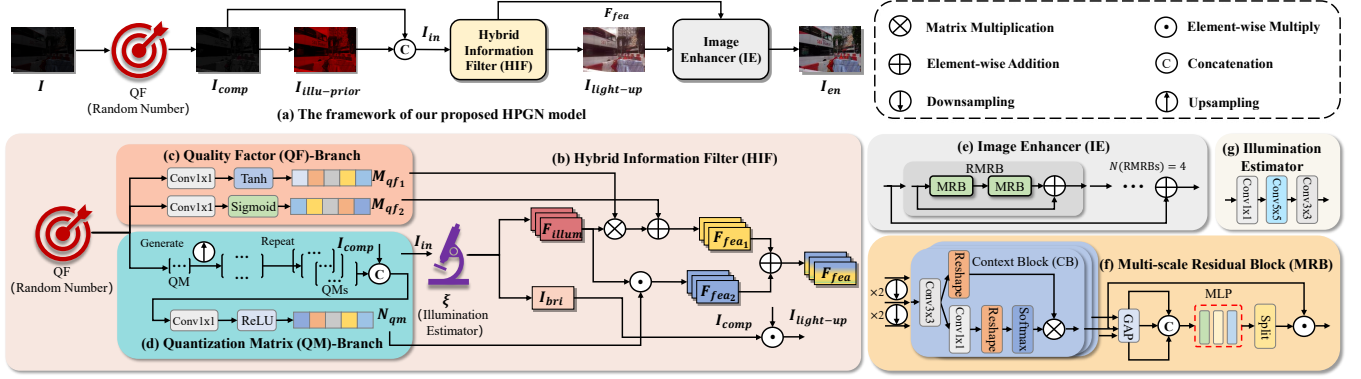 I
QF
(Random Number)
I_comp
I_illu-prior
C
I_in
F_fea
Hybrid
Information
Filter (HIF)
I_light-up
Image
Enhancer (IE)
I_en
(a) The framework of our proposed HPGN model
Matrix Multiplication
Element-wise Multiply
Element-wise Addition
C
Concatenation
Downsampling
Upsampling
(c) Quality Factor (QF)-Branch
Conv1x1
Tanh
M_qf1
Conv1x1
Sigmoid
M_qf2
QF
(Random Number)
Generate
Repeat
I_comp
[...]
QM
[... ...]
[... ...]
QMs
C
Conv1x1
ReLU
N_qm
(d) Quantization Matrix (QM)-Branch
(b) Hybrid Information Filter (HIF)
I_in
ξ
(Illumination
Estimator)
F_illum
I_bri
F_fea1
F_fea2
F_fea
I_comp
I_light-up
(e) Image Enhancer (IE)
RMRB
MRB
MRB
N(RMRBs) = 4
...
(g) Illumination
Estimator
Conv1x1
Conv5x5
Conv3x3
Context Block (CB)
×2
×2
Conv3x3
Reshape
Conv1x1
Reshape
Softmax
(f) Multi-scale Residual Block (MRB)
GAP
C
MLP
Split